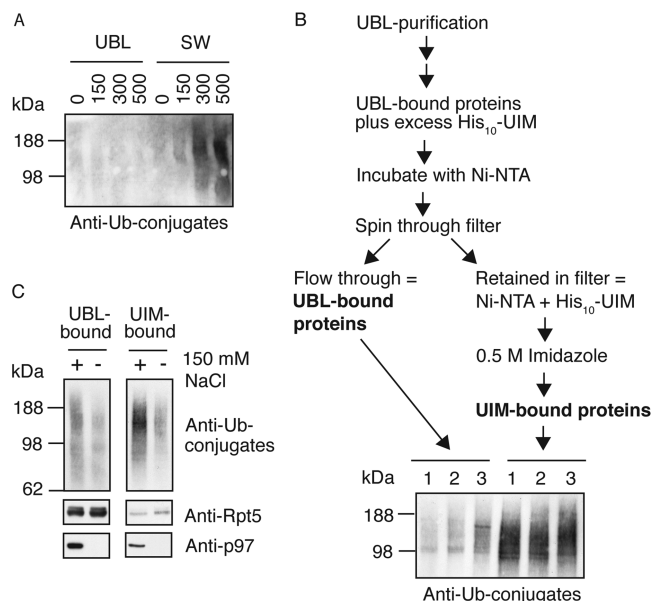 A
UBL SW
0 150 300 500 0 150 300 500
kDa
188
98
Anti-Ub-conjugates
B
UBL-purification
UBL-bound proteins
plus excess His10-UIM
Incubate with Ni-NTA
Spin through filter
Flow through =
UBL-bound
proteins
Retained in filter =
Ni-NTA + His10-UIM
0.5 M Imidazole
UIM-bound proteins
kDa 1 2 3 1 2 3
188
98
Anti-Ub-conjugates
C
UBL-
bound
UIM-
bound
+ - + - 150 mM
NaCl
kDa
188
98
62
Anti-Ub-
conjugates
Anti-Rpt5
Anti-p97